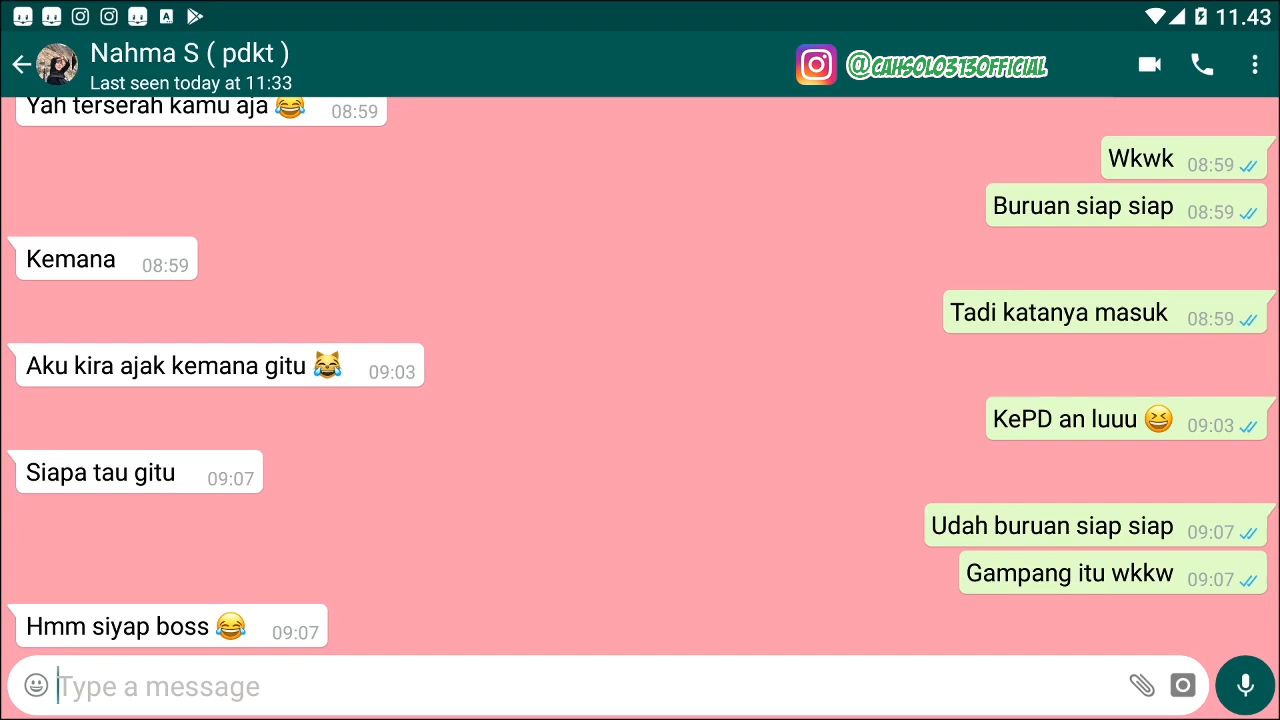 11.43
Nahma S ( pdkt )
Last seen today at 11:33
@CAHSOLO313OFFICIAL
Yah terserah kamu aja 😂 08:59
Wkwk 08:59
Buruan siap siap 08:59
Kemana 08:59
Tadi katanya masuk 08:59
Aku kira ajak kemana gitu 😹 09:03
KePD an luuu 😆 09:03
Siapa tau gitu 09:07
Udah buruan siap siap 09:07
Gampang itu wkkw 09:07
Hmm siyap boss 😂 09:07
Type a message